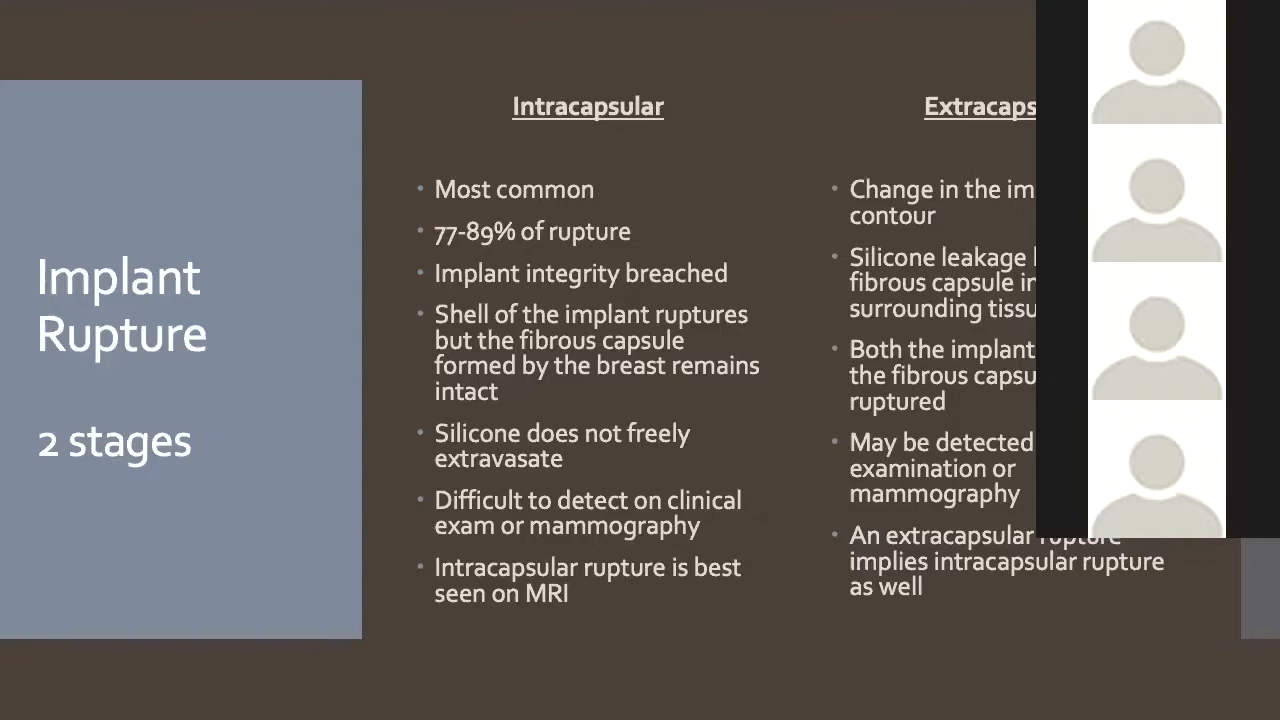 Implant
Rupture
2 stages
Intracapsular
Most common
77-89% of rupture
Implant integrity breached
Shell of the implant ruptures
but the fibrous capsule
formed by the breast remains
intact
Silicone does not freely
extravasate
Difficult to detect on clinical
exam or mammography
Intracapsular rupture is best
seen on MRI
Extracaps
Change in the im
contour
Silicone leakage
fibrous capsule in
surrounding tissu
Both the implant
the fibrous capsu
ruptured
May be detected
examination or
mammography
An extracapsular rupture
implies intracapsular rupture
as well